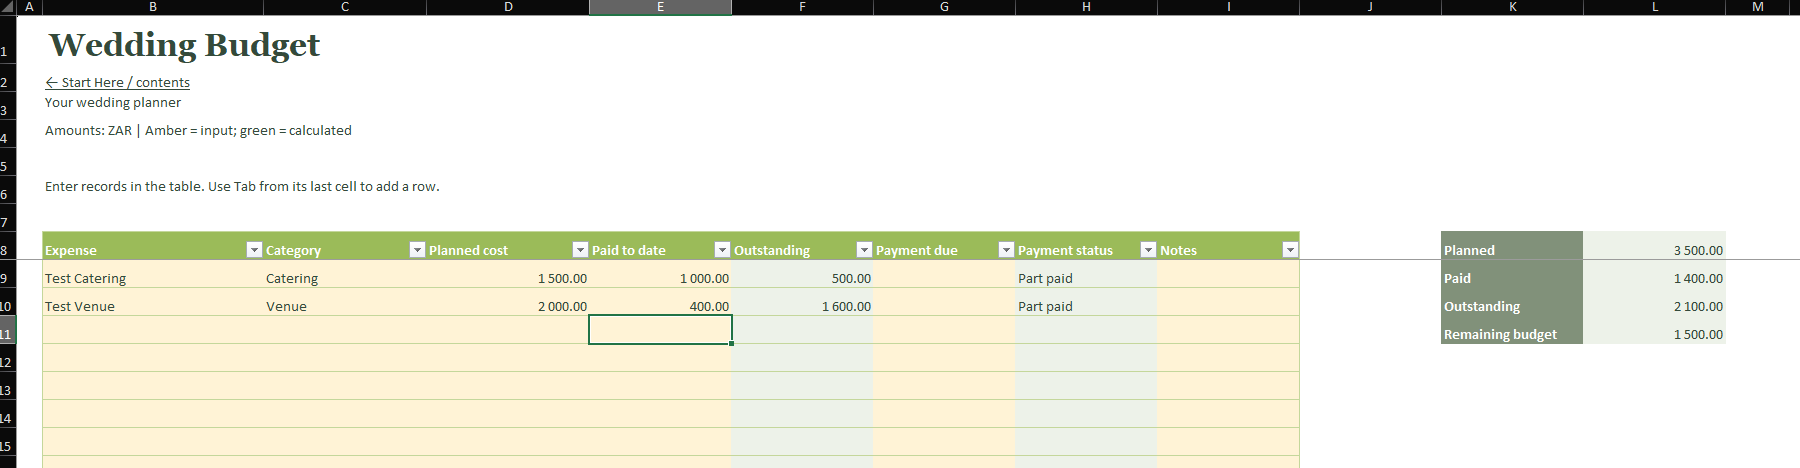 A B C D E F G H I J K L M
1 Wedding Budget
2 ← Start Here / contents
3 Your wedding planner
4 Amounts: ZAR | Amber = input; green = calculated
5
6 Enter records in the table. Use Tab from its last cell to add a row.
7
8 Expense Category Planned cost Paid to date Outstanding Payment due Payment status Notes Planned 3 500.00
9 Test Catering Catering 1 500.00 1 000.00 500.00 Part paid Paid 1 400.00
10 Test Venue Venue 2 000.00 400.00 1 600.00 Part paid Outstanding 2 100.00
11 Remaining budget 1 500.00
12
13
14
15